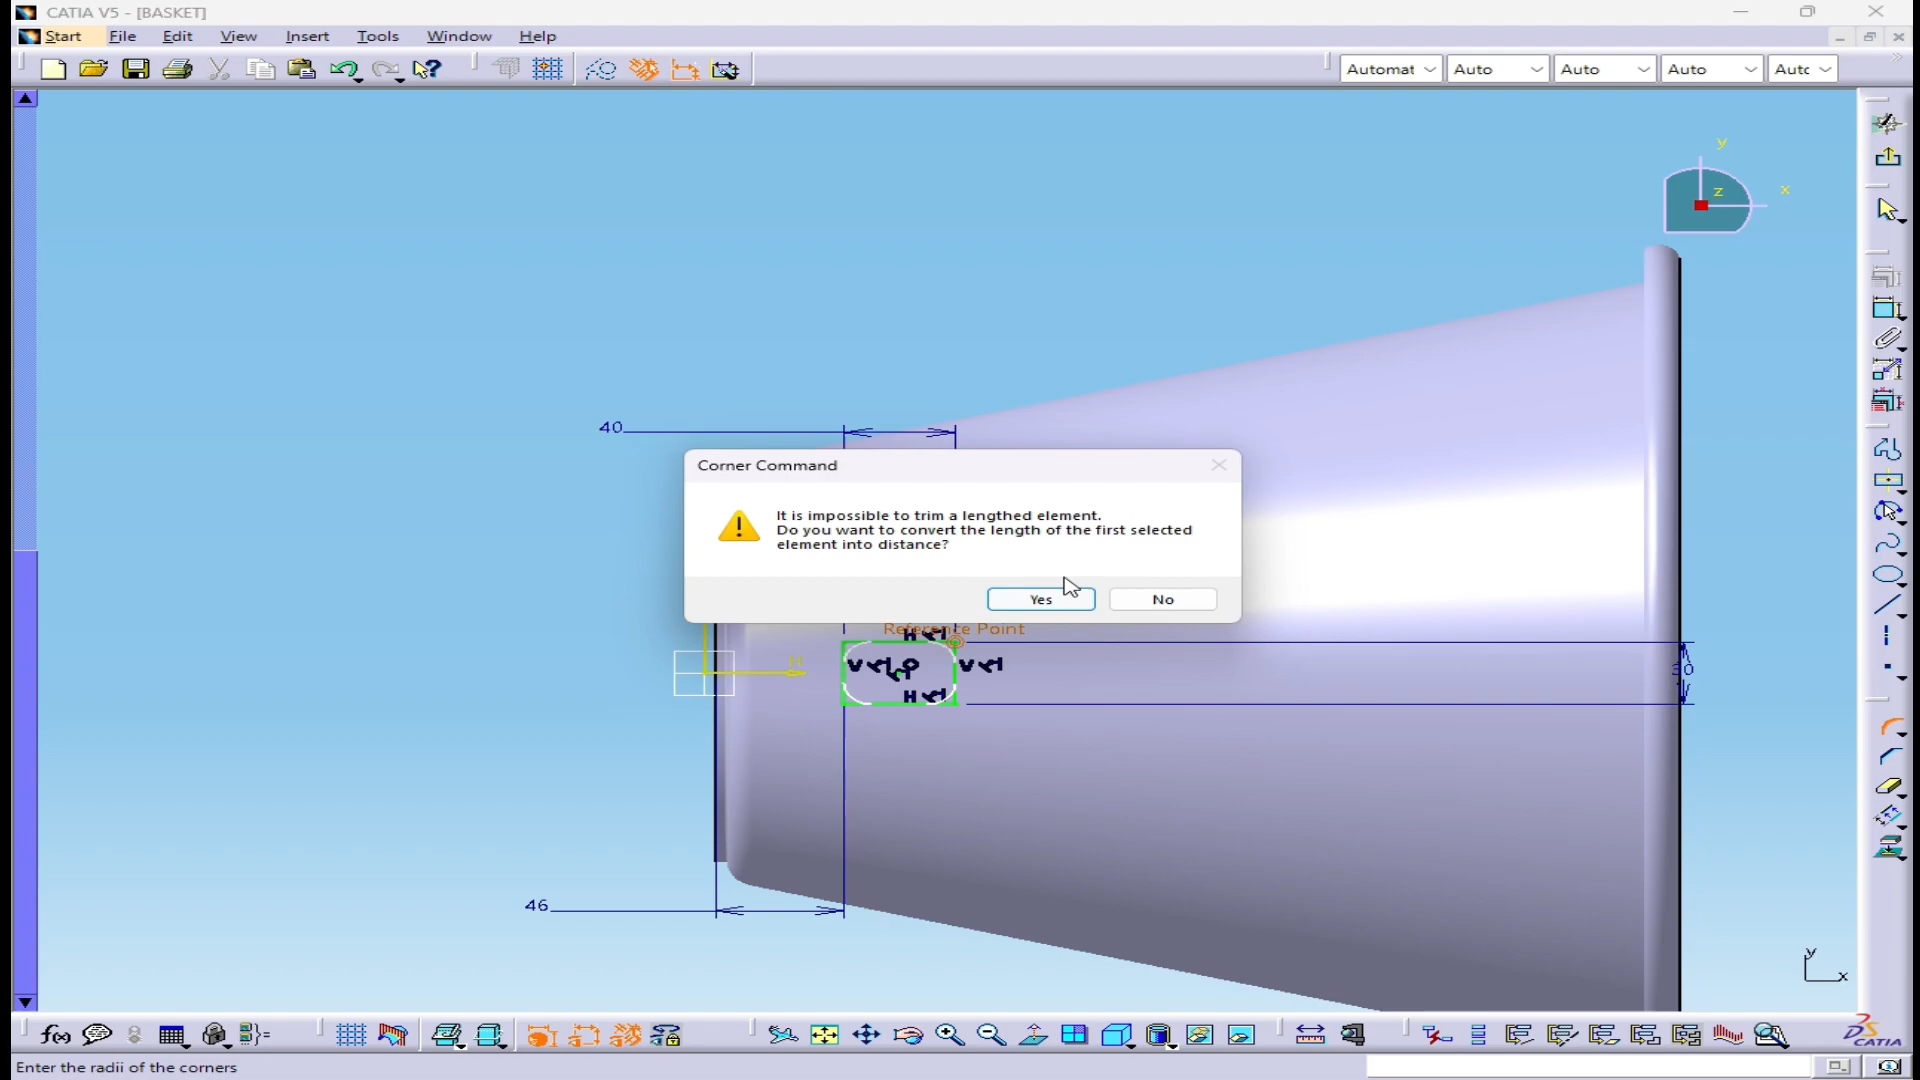 CATIA V5 - [BASKET]
Start File Edit View Insert Tools Window Help
Automat Auto Auto Auto Autc
y
z
x
40
Corner Command
It is impossible to trim a lengthed element.
Do you want to convert the length of the first selected
element into distance?
Yes No
Reference Point
H
H
V V
30
H
46
y
x
f(x)
CATIA
Enter the radii of the corners